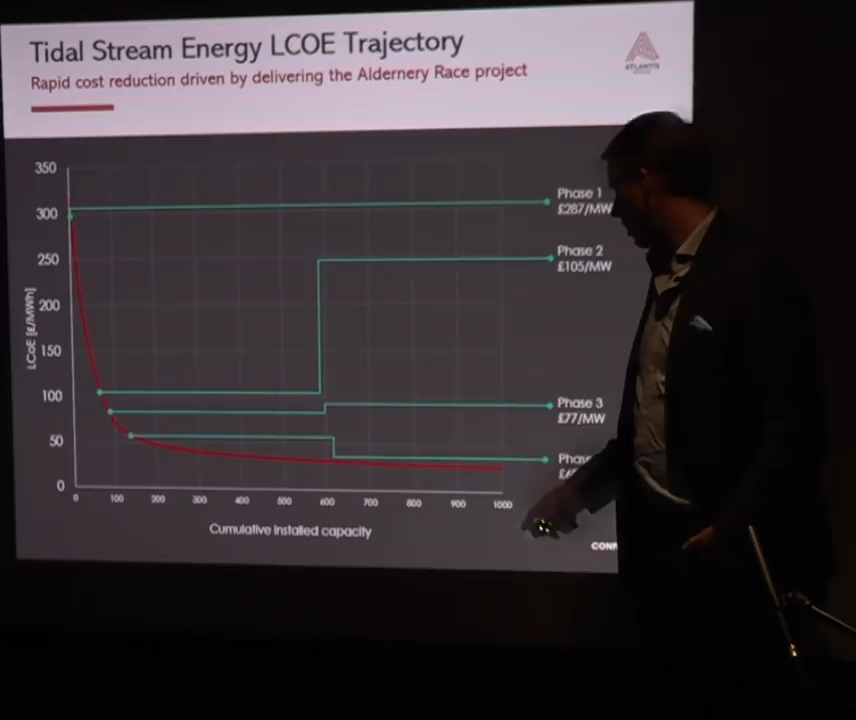 Tidal Stream Energy LCOE Trajectory
Rapid cost reduction driven by delivering the Aldernery Race project
ATLANTIS
350
300
250
200
150
100
50
0
LCoE [£/MWh]
0 100 200 300 400 500 600 700 800 900 1000
Cumulative installed capacity
Phase 1
£287/MW
Phase 2
£105/MW
Phase 3
£77/MW
Phas
CONF